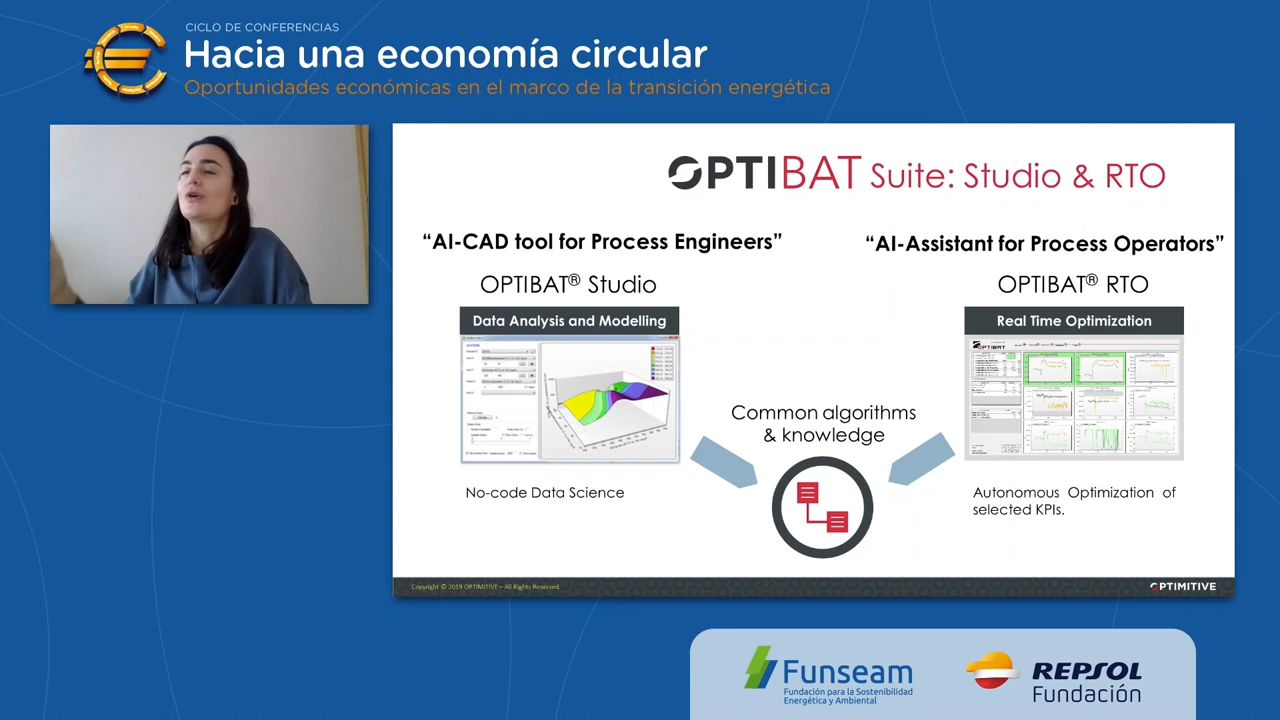 CICLO DE CONFERENCIAS
Hacia una economía circular
Oportunidades económicas en el marco de la transición energética
OPTIBAT Suite: Studio & RTO
“AI-CAD tool for Process Engineers”
“AI-Assistant for Process Operators”
OPTIBAT® Studio
OPTIBAT® RTO
Data Analysis and Modelling
Real Time Optimization
OPTIBAT
Common algorithms
& knowledge
No-code Data Science
Autonomous Optimization of
selected KPIs.
Copyright © 2019 OPTIMITIVE – All Rights Reserved.
OPTIMITIVE
Funseam
Fundación para la Sostenibilidad
Energética y Ambiental
REPSOL
Fundación